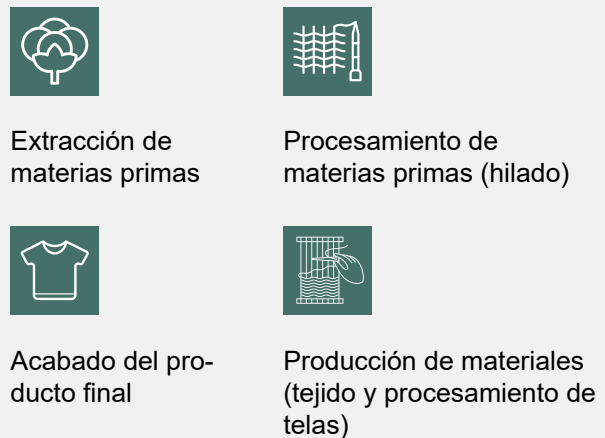 Extracción de
materias primas
Procesamiento de
materias primas (hilado)
Acabado del pro-
ducto final
Producción de materiales
(tejido y procesamiento de
telas)